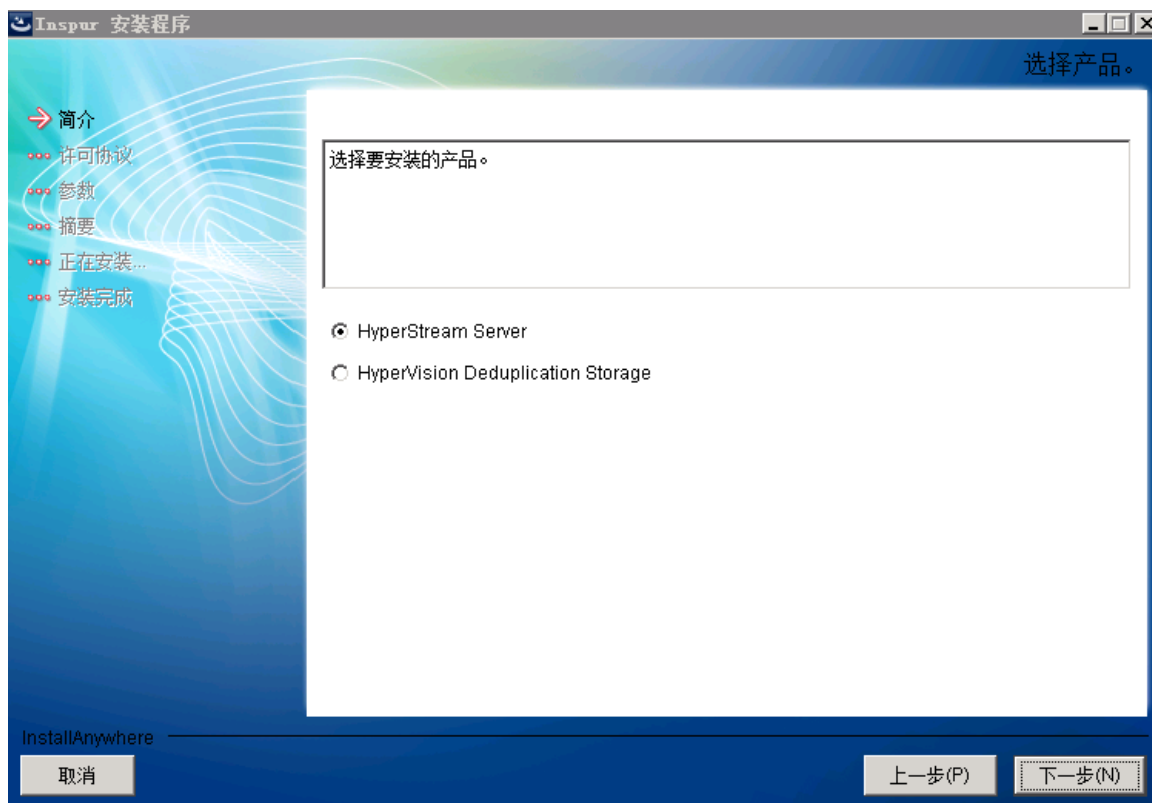 Inspur 安装程序
选择产品。
简介
许可协议
参数
摘要
正在安装...
安装完成
选择要安装的产品。
HyperStream Server
HyperVision Deduplication Storage
InstallAnywhere
取消
上一步(P)
下一步(N)